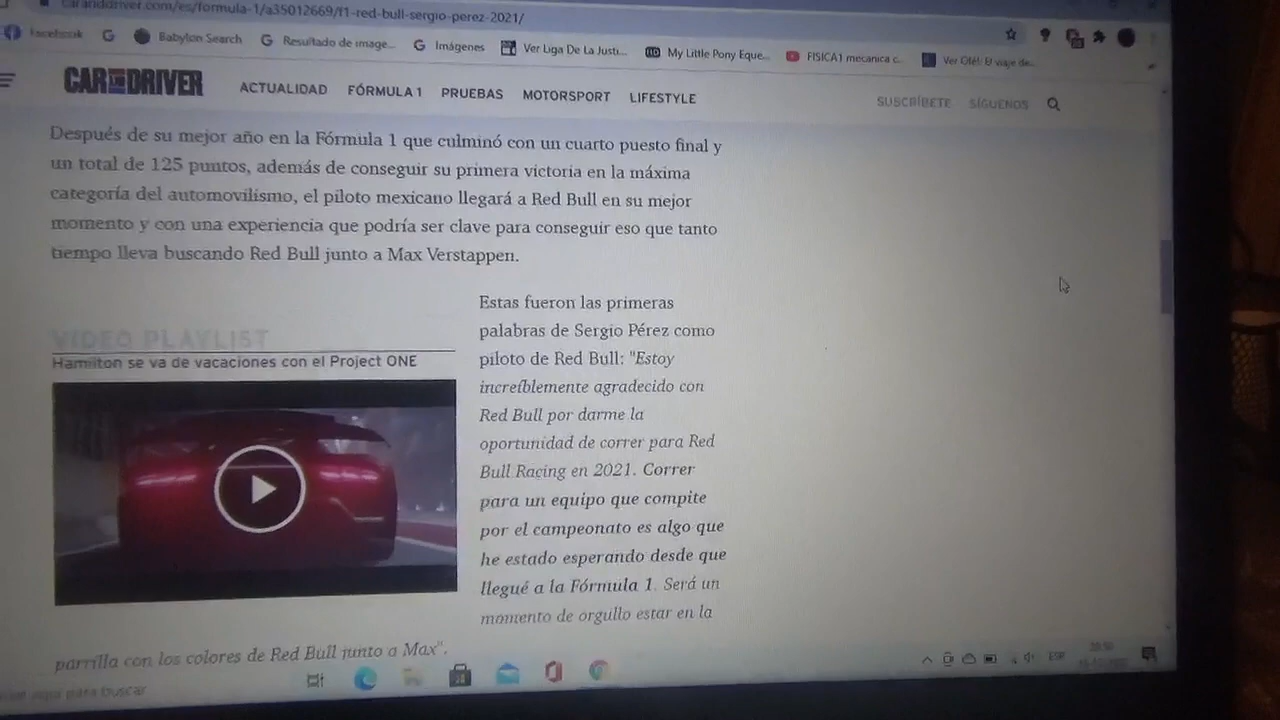 caranddriver.com/es/formula-1/a35012669/f1-red-bull-sergio-perez-2021/
Facebook
Babylon Search
Resultado de image...
Imágenes
Ver Liga De La Justi...
My Little Pony Eque...
FISICA1 mecanica c...
CAR AND DRIVER
ACTUALIDAD
FÓRMULA 1
PRUEBAS
MOTORSPORT
LIFESTYLE
SUSCRÍBETE
SÍGUENOS
Después de su mejor año en la Fórmula 1 que culminó con un cuarto puesto final y
un total de 125 puntos, además de conseguir su primera victoria en la máxima
categoría del automovilismo, el piloto mexicano llegará a Red Bull en su mejor
momento y con una experiencia que podría ser clave para conseguir eso que tanto
tiempo lleva buscando Red Bull junto a Max Verstappen.
VIDEO PLAYLIST
Hamilton se va de vacaciones con el Project ONE
Estas fueron las primeras
palabras de Sergio Pérez como
piloto de Red Bull: "Estoy
increíblemente agradecido con
Red Bull por darme la
oportunidad de correr para Red
Bull Racing en 2021. Correr
para un equipo que compite
por el campeonato es algo que
he estado esperando desde que
llegué a la Fórmula 1. Será un
momento de orgullo estar en la
parrilla con los colores de Red Bull junto a Max".
aquí para buscar
ESP